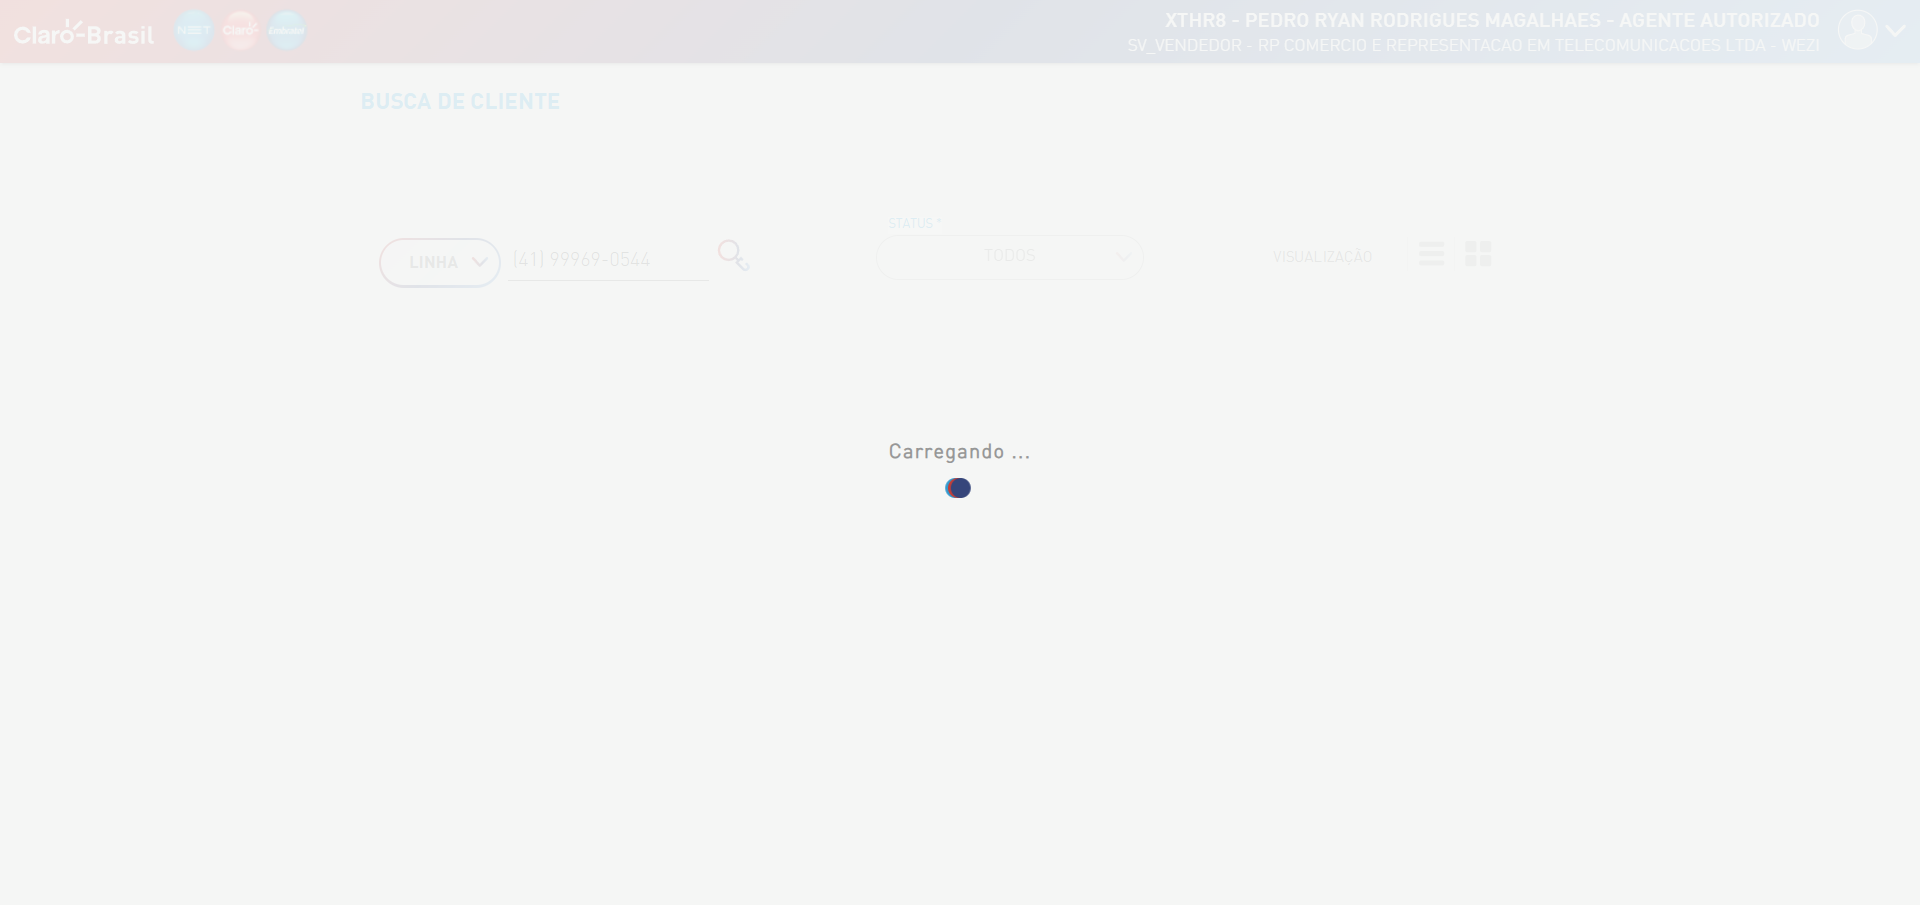 Claro-Brasil NET Claro Embratel
XTHR8 - PEDRO RYAN RODRIGUES MAGALHAES - AGENTE AUTORIZADO
SV_VENDEDOR - RP COMERCIO E REPRESENTACAO EM TELECOMUNICACOES LTDA - WEZI
BUSCA DE CLIENTE
STATUS *
LINHA (41) 99969-0544 TODOS VISUALIZAÇÃO
Carregando ...